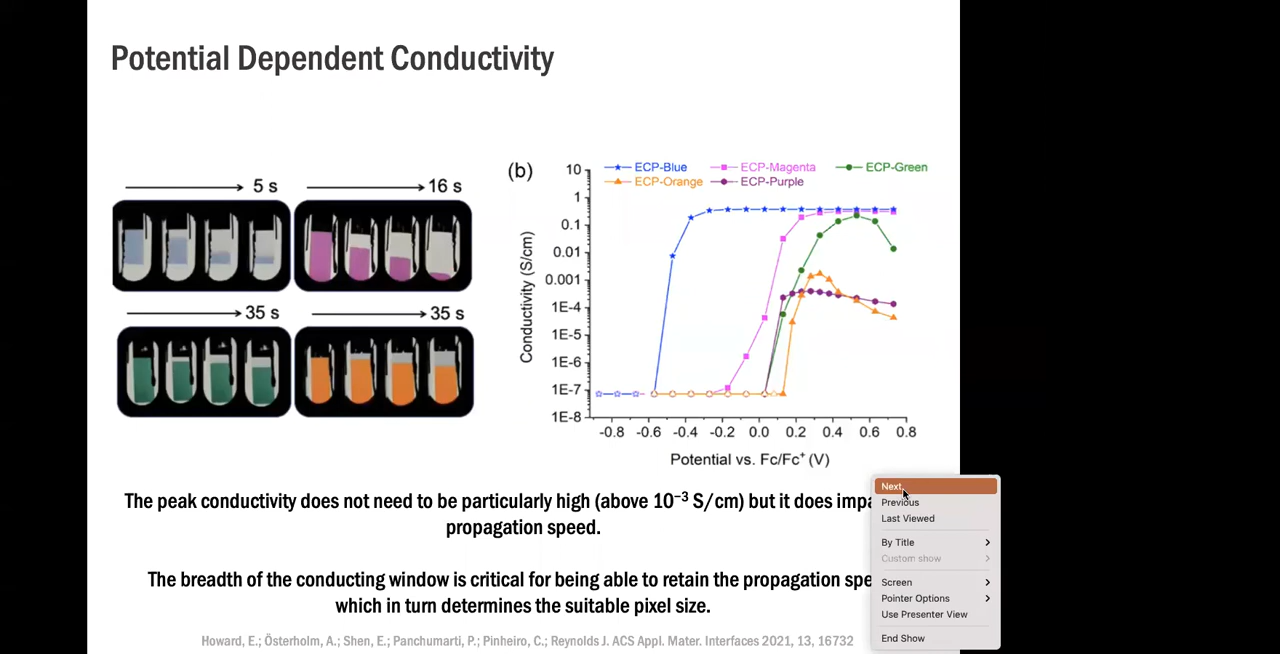 Potential Dependent Conductivity
5 s
16 s
35 s
35 s
(b)
ECP-Blue
ECP-Magenta
ECP-Green
ECP-Orange
ECP-Purple
Conductivity (S/cm)
10
1
0.1
0.01
0.001
1E-4
1E-5
1E-6
1E-7
1E-8
-0.8 -0.6 -0.4 -0.2 0.0 0.2 0.4 0.6 0.8
Potential vs. Fc/Fc⁺ (V)
The peak conductivity does not need to be particularly high (above 10⁻³ S/cm) but it does impa
propagation speed.
The breadth of the conducting window is critical for being able to retain the propagation spe
which in turn determines the suitable pixel size.
Howard, E.; Österholm, A.; Shen, E.; Panchumarti, P.; Pinheiro, C.; Reynolds J. ACS Appl. Mater. Interfaces 2021, 13, 16732
Next
Previous
Last Viewed
By Title
Custom show
Screen
Pointer Options
Use Presenter View
End Show